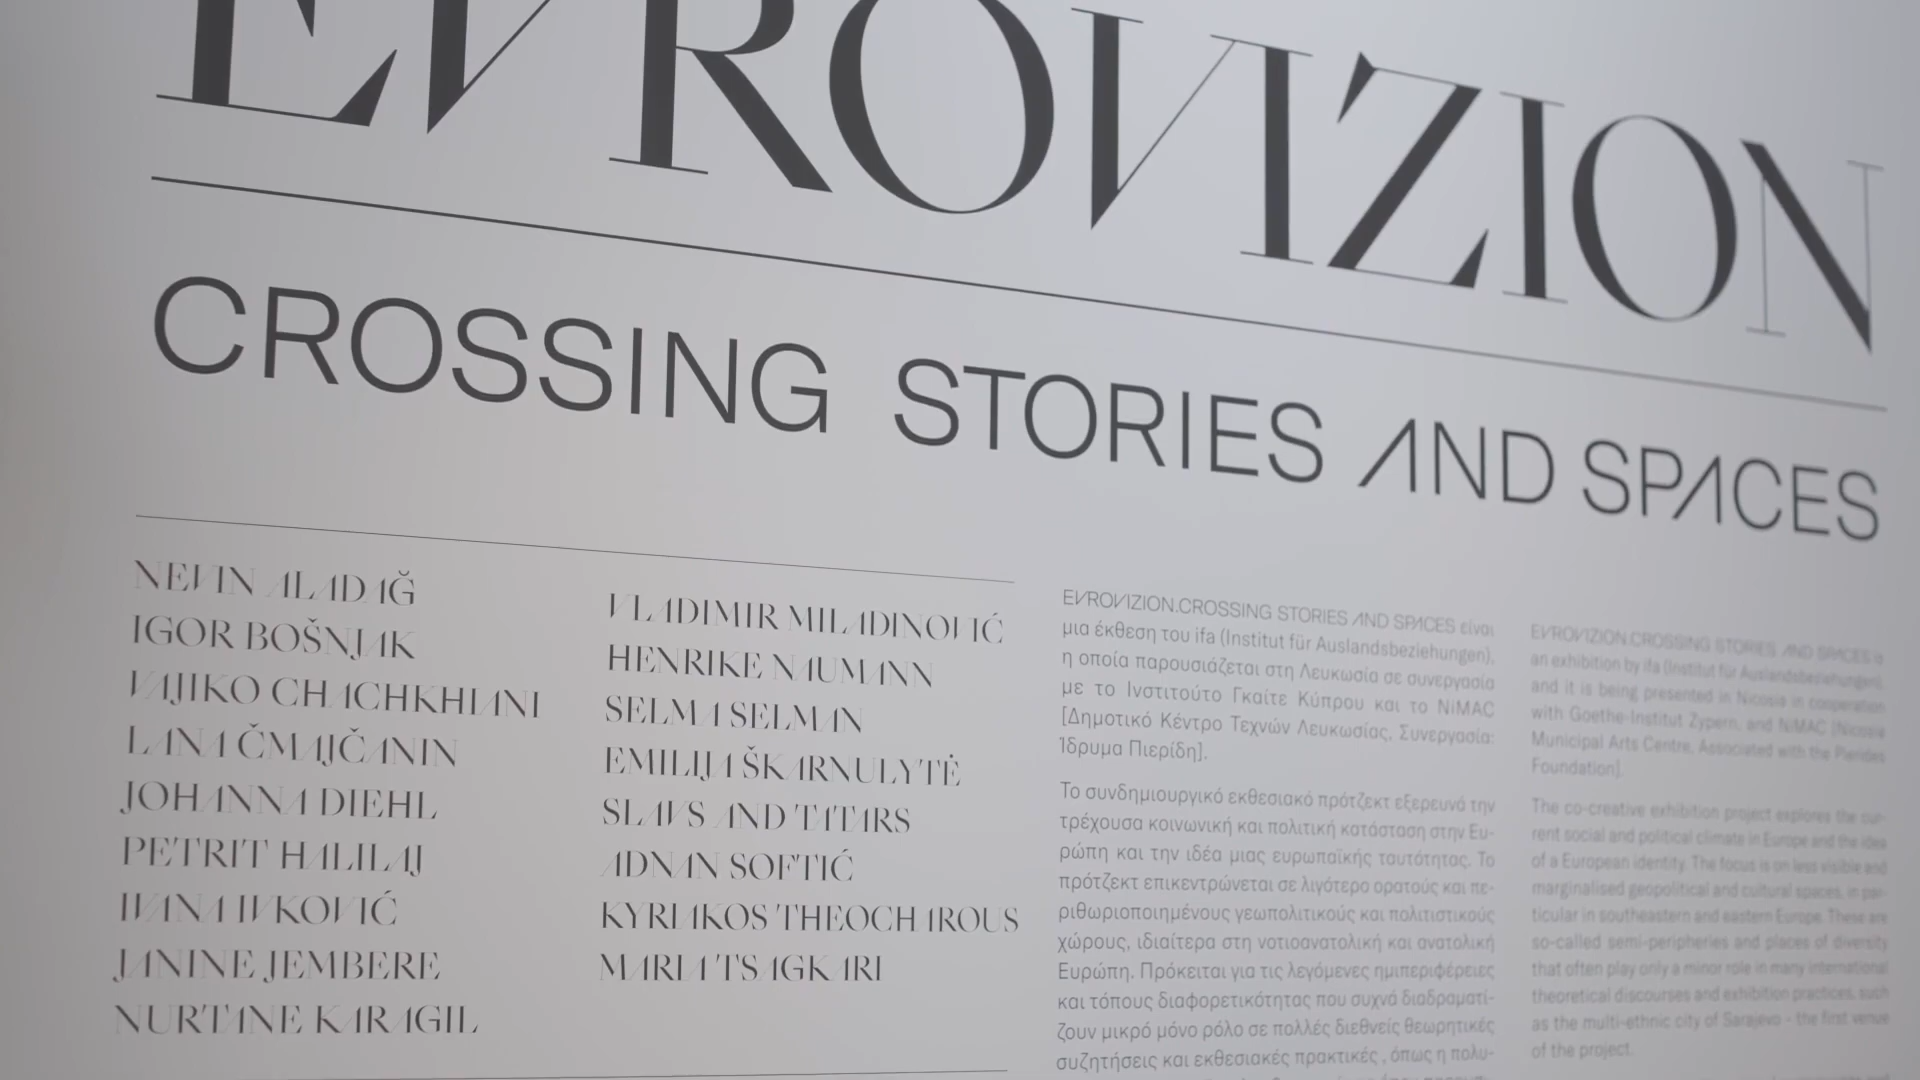 EVROVIZION
CROSSING STORIES AND SPACES
NEVIN ALADAĞ
IGOR BOŠNJAK
VAJIKO CHACHKHIANI
LANA ČMAJČANIN
JOHANNA DIEHL
PETRIT HALILAJ
IVANA IVKOVIĆ
JANINE JEMBERE
NURTANE KARAGIL
VLADIMIR MILADINOVIĆ
HENRIKE NAUMANN
SELMA SELMAN
EMILIJA ŠKARNULYTĖ
SLAVS AND TATARS
ADNAN SOFTIĆ
KYRIAKOS THEOCHAROUS
MARIA TSAGKARI
EVROVIZION.CROSSING STORIES AND SPACES είναι
μια έκθεση του ifa (Institut für Auslandsbeziehungen),
η οποία παρουσιάζεται στη Λευκωσία σε συνεργασία
με το Ινστιτούτο Γκαίτε Κύπρου και το NiMAC
[Δημοτικό Κέντρο Τεχνών Λευκωσίας, Συνεργασία:
Ίδρυμα Πιερίδη].
Το συνδημιουργικό εκθεσιακό πρότζεκτ εξερευνά την
τρέχουσα κοινωνική και πολιτική κατάσταση στην Ευ-
ρώπη και την ιδέα μιας ευρωπαϊκής ταυτότητας. Το
πρότζεκτ επικεντρώνεται σε λιγότερο ορατούς και πε-
ριθωριοποιημένους γεωπολιτικούς και πολιτιστικούς
χώρους, ιδιαίτερα στη νοτιοανατολική και ανατολική
Ευρώπη. Πρόκειται για τις λεγόμενες ημιπεριφέρειες
και τόπους διαφορετικότητας που συχνά διαδραματί-
ζουν μικρό μόνο ρόλο σε πολλές διεθνείς θεωρητικές
συζητήσεις και εκθεσιακές πρακτικές , όπως η πολυ-
EVROVIZION.CROSSING STORIES AND SPACES is
an exhibition by ifa (Institut für Auslandsbeziehungen),
and it is being presented in Nicosia in cooperation
with Goethe-Institut Zypern, and NiMAC [Nicosia
Municipal Arts Centre, Associated with the Pierides
Foundation].
The co-creative exhibition project explores the cur-
rent social and political climate in Europe and the idea
of a European identity. The focus is on less visible and
marginalised geopolitical and cultural spaces, in par-
ticular in southeastern and eastern Europe. These are
so-called semi-peripheries and places of diversity
that often play only a minor role in many international
theoretical discourses and exhibition practices, such
as the multi-ethnic city of Sarajevo - the first venue
of the project.